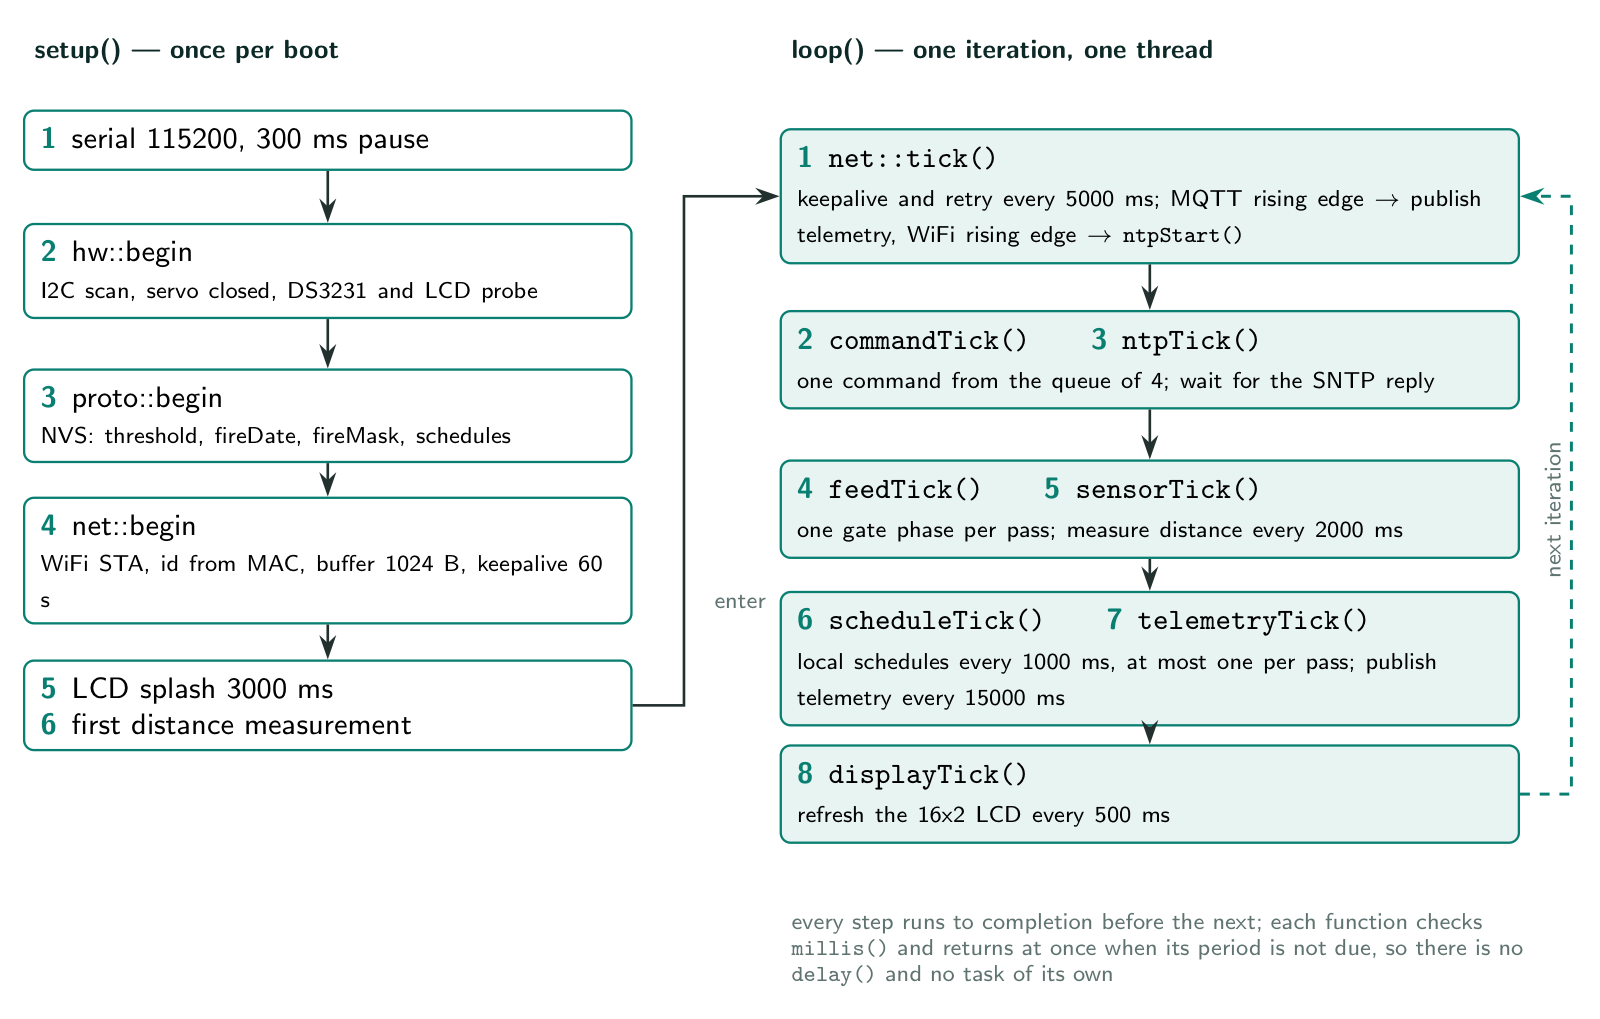 setup() — once per boot
1 serial 115200, 300 ms pause
2 hw::begin
I2C scan, servo closed, DS3231 and LCD probe
3 proto::begin
NVS: threshold, fireDate, fireMask, schedules
4 net::begin
WiFi STA, id from MAC, buffer 1024 B, keepalive 60
s
5 LCD splash 3000 ms
6 first distance measurement
enter
loop() — one iteration, one thread
1 net::tick()
keepalive and retry every 5000 ms; MQTT rising edge → publish
telemetry, WiFi rising edge → ntpStart()
2 commandTick() 3 ntpTick()
one command from the queue of 4; wait for the SNTP reply
4 feedTick() 5 sensorTick()
one gate phase per pass; measure distance every 2000 ms
6 scheduleTick() 7 telemetryTick()
local schedules every 1000 ms, at most one per pass; publish
telemetry every 15000 ms
8 displayTick()
refresh the 16x2 LCD every 500 ms
next iteration
every step runs to completion before the next; each function checks
millis() and returns at once when its period is not due, so there is no
delay() and no task of its own